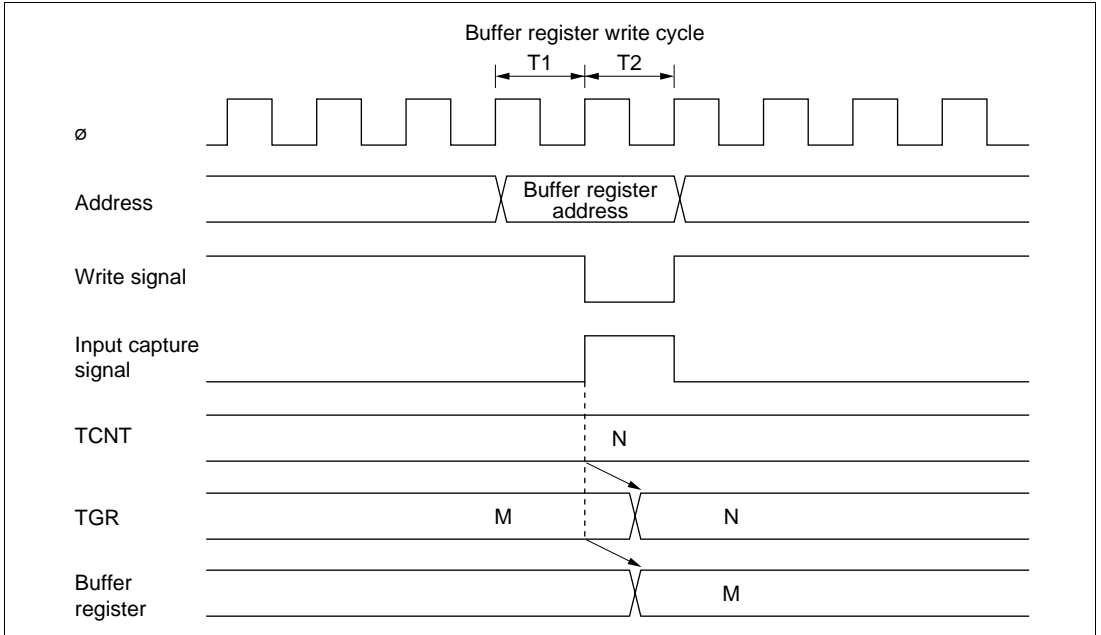 Buffer register write cycle
T1 T2
ø
Address
Buffer register
address
Write signal
Input capture
signal
TCNT
N
TGR
M N
Buffer
register
M